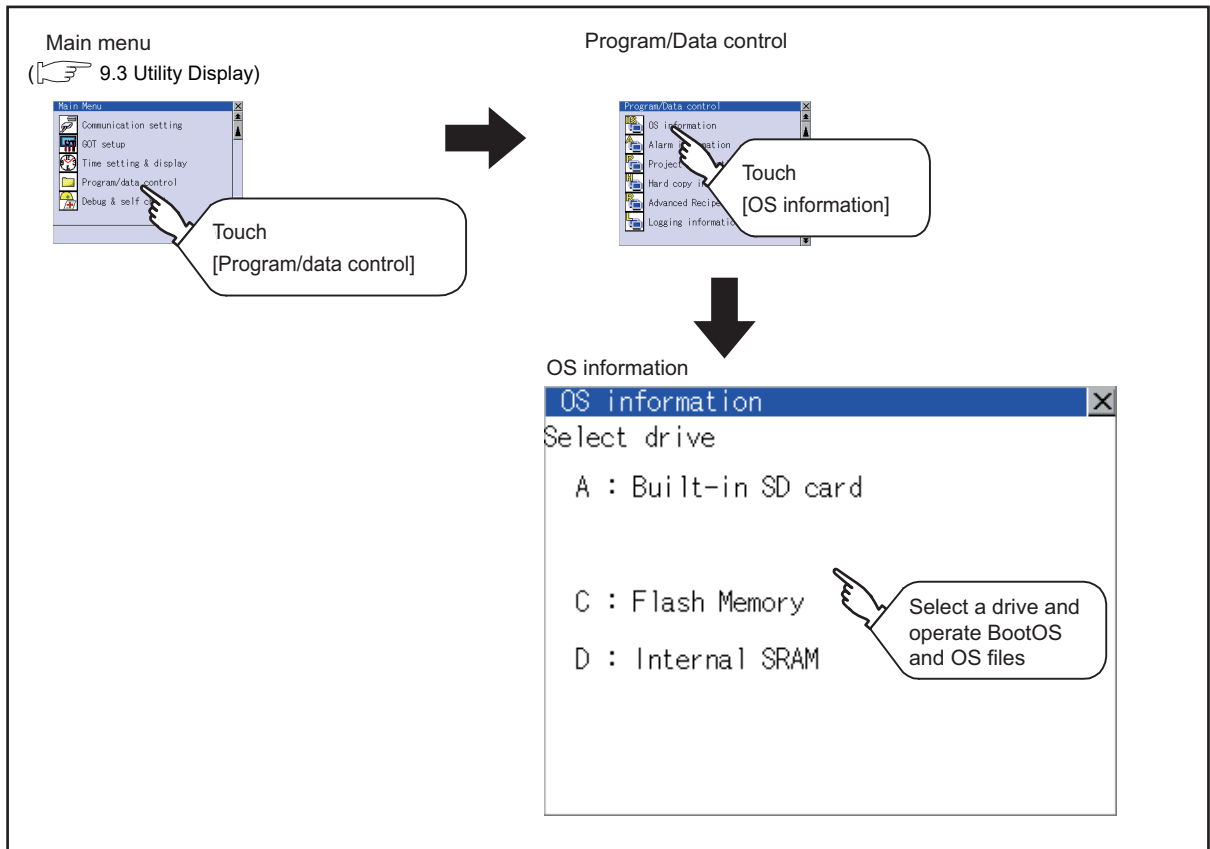 Main menu
( 9.3 Utility Display)
Main Menu
Communication setting
GOT setup
Time setting & display
Program/data control
Debug & self
Touch
[Program/data control]
Program/Data control
Program/Data control
OS information
Alarm information
Project
Hard copy
Advanced Recipe
Logging informatio
Touch
[OS information]
OS information
OS information
Select drive
A : Built-in SD card
C : Flash Memory
D : Internal SRAM
Select a drive and
operate BootOS
and OS files